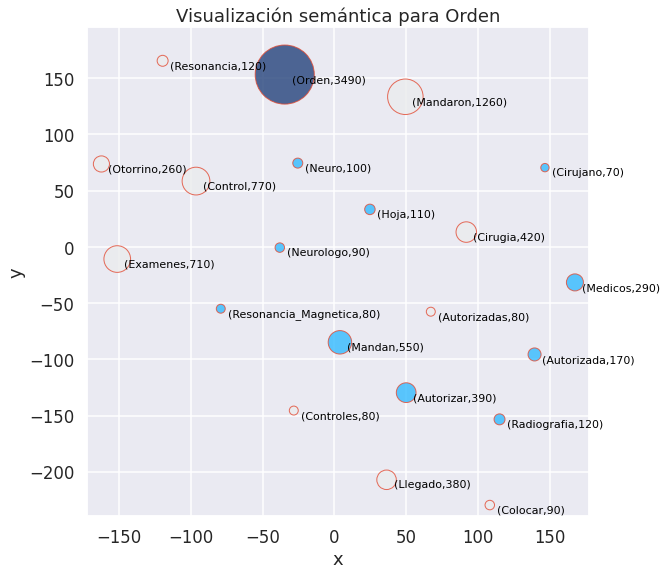 Visualización semántica para Orden
(Resonancia,120)
(Orden,3490)
(Mandaron,1260)
(Otorrino,260)
(Neuro,100)
(Cirujano,70)
(Control,770)
(Hoja,110)
(Cirugia,420)
(Neurologo,90)
(Examenes,710)
(Medicos,290)
(Resonancia_Magnetica,80)
(Autorizadas,80)
(Mandan,550)
(Autorizada,170)
(Autorizar,390)
(Controles,80)
(Radiografia,120)
(Llegado,380)
(Colocar,90)
150
100
50
0
−50
−100
−150
−200
y
−150 −100 −50 0 50 100 150
x